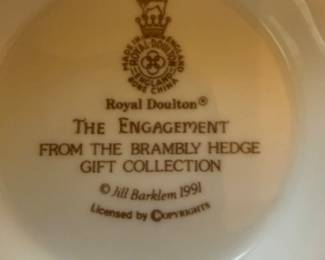 MADE IN ENGLAND
ROYAL·DOULTON
ENGLAND
BONE CHINA
Royal Doulton®
THE ENGAGEMENT
FROM THE BRAMBLY HEDGE
GIFT COLLECTION
© Jill Barklem 1991
Licensed by © COPYRIGHTS